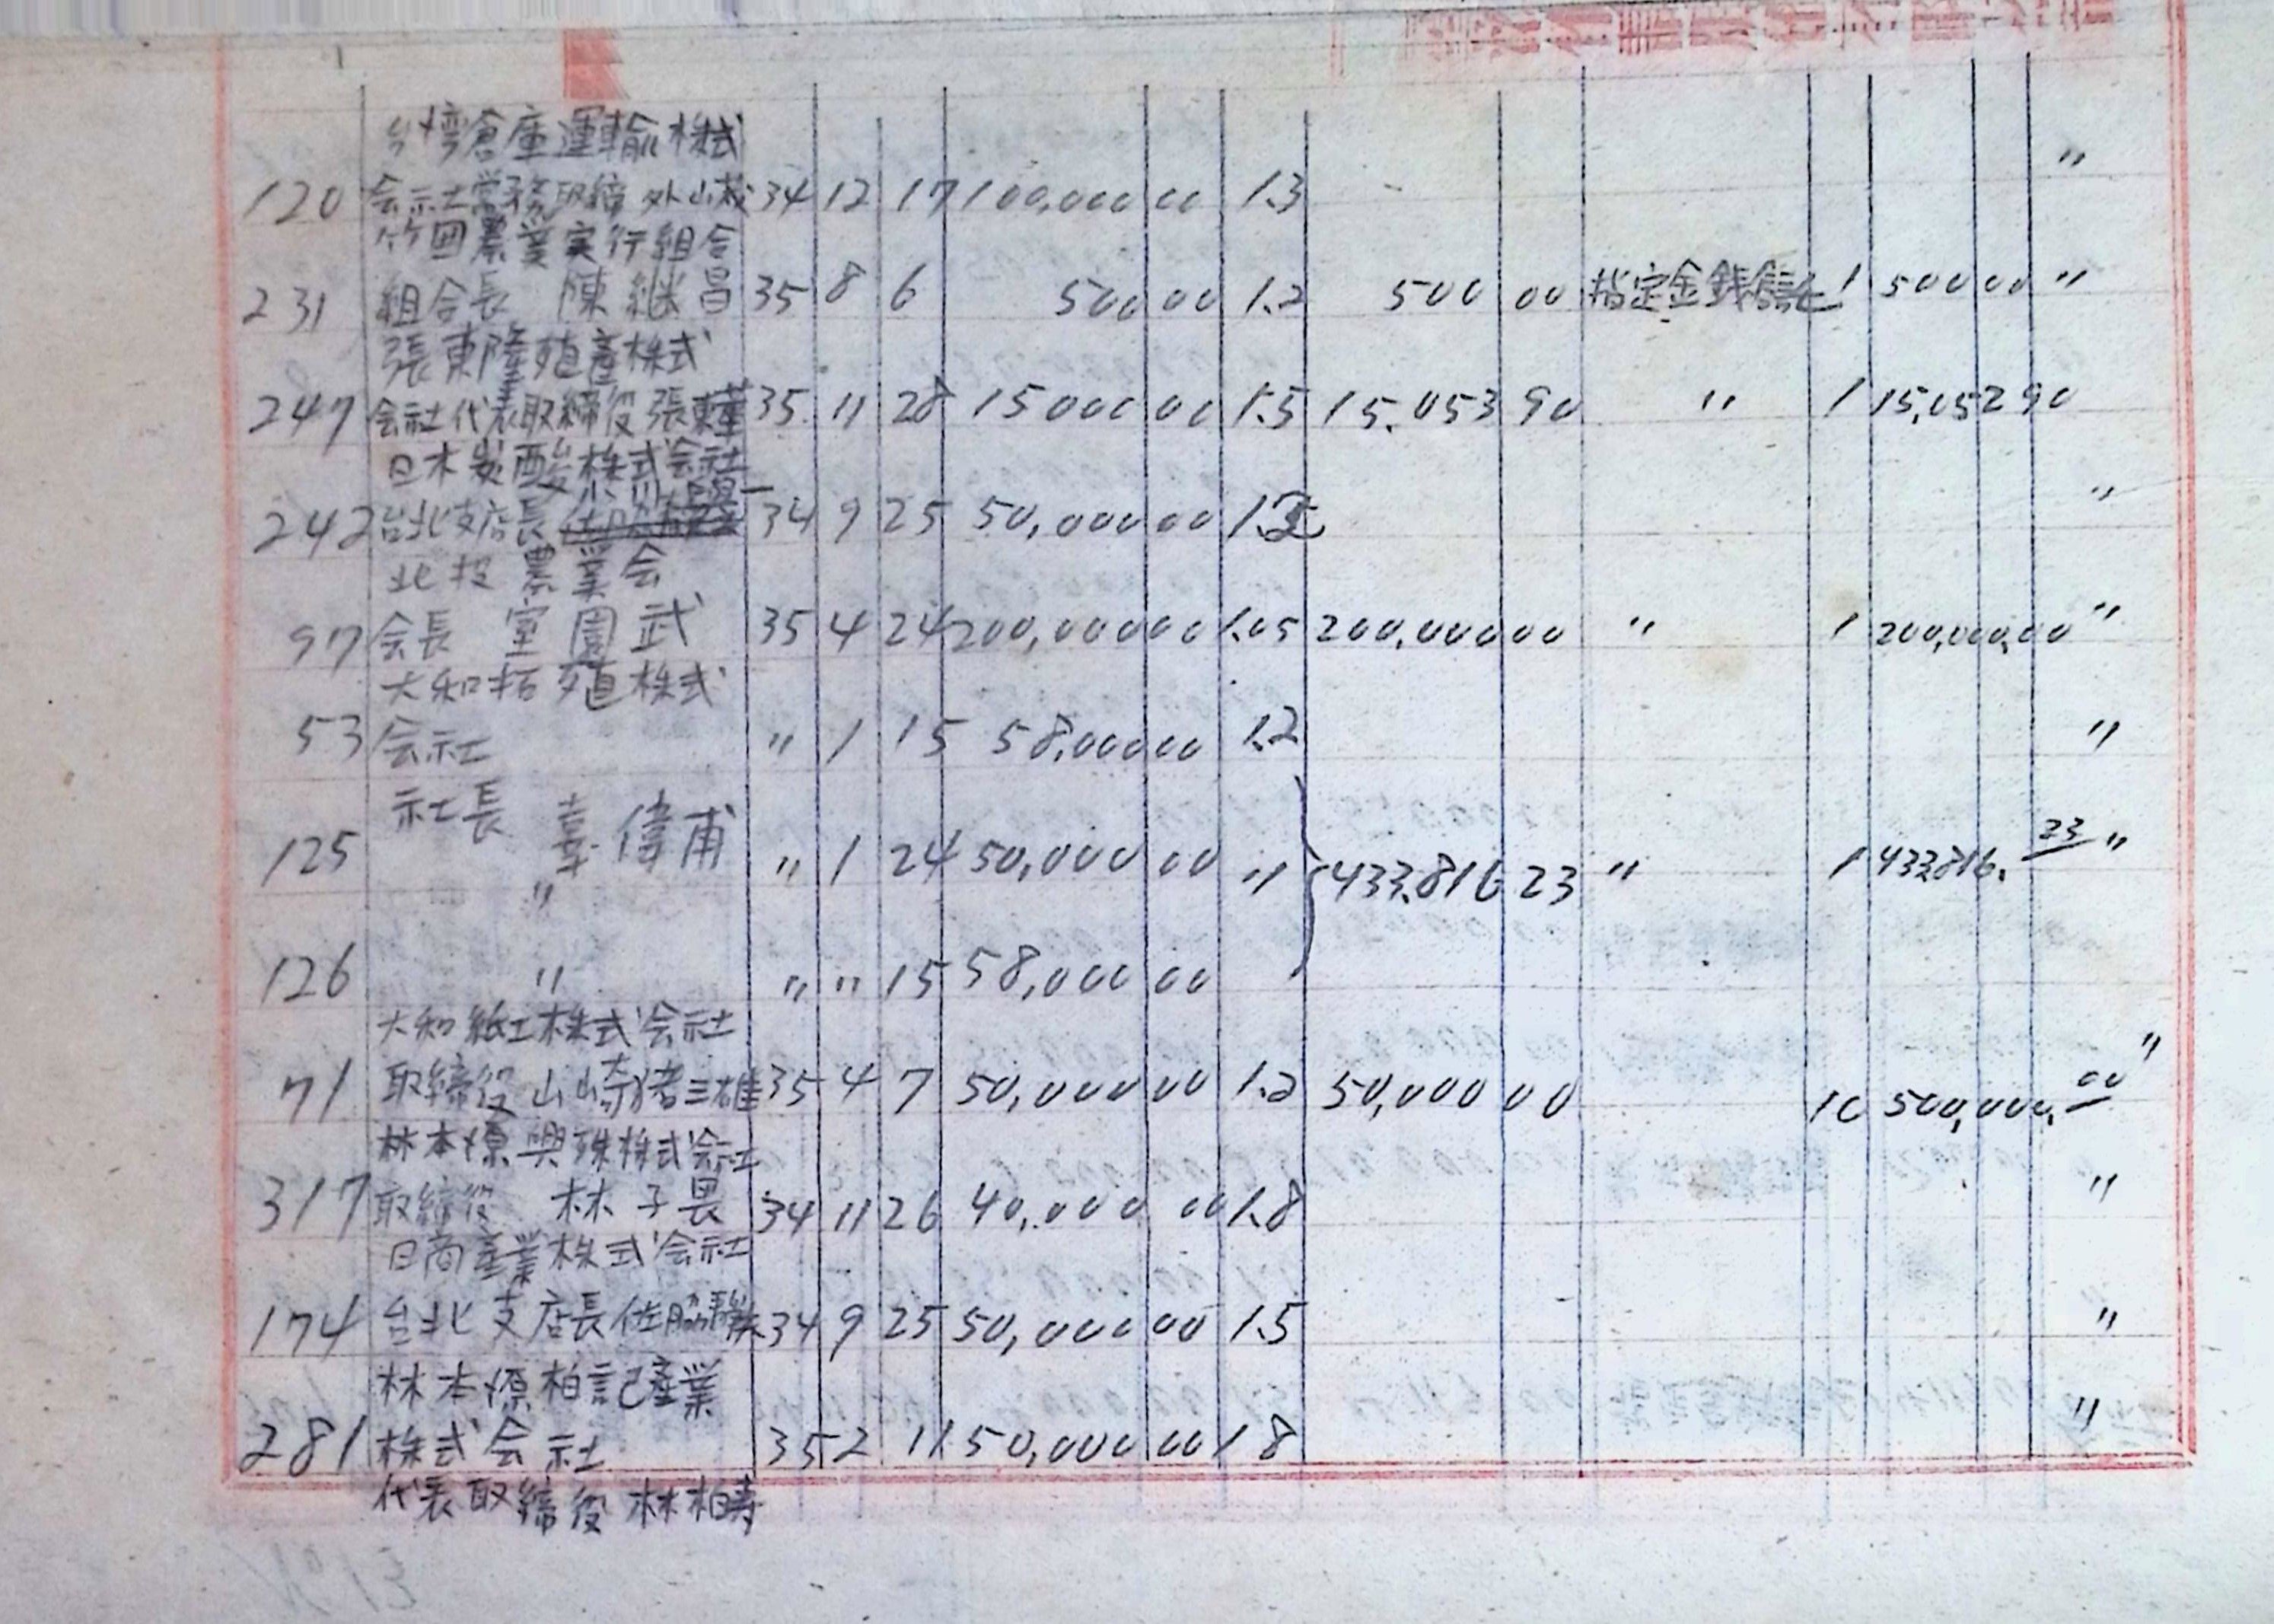 台湾倉庫運輸株式 〃
120 会社常務取締 外山 34 12 17 100,000 00 1.3
竹囲農業実行組合
231 組合長 陳継昌 35 8 6 500 00 1.2 500 00 指定金銭信託 1 500 00 〃
張東隆殖産株式
247 会社代表取締役 張東華 35 11 28 15000 00 1.5 15.053 90 〃 1 15,052 90
日本炭酸株式会社
242 台北支店長 34 9 25 50,000 00 〃
北投農業会
97 会長 室園武 35 4 24 200,000 00 1.05 200,000 00 〃 1 200,000,00 〃
大和拓殖株式
53 会社 〃 1 15 58,000 00 1.2 〃
社長
125 幸偉甫 〃 1 24 50,000 00 〃 433.816 23 〃 1 433,816.23 〃
〃
126 〃 〃 〃 15 58,000 00
大和紙工株式会社
71 取締役 山崎猪三雄 35 4 7 50,000 00 1.2 50,000 00 10 500,000.00 〃
林本源興殖株式会社
317 取締役 林子畏 34 11 26 40,000 00 1.8 〃
日商産業株式会社
174 台北支店長 佐脇 34 9 25 50,000 00 1.5 〃
林本源柏記産業
281 株式会社 35 2 11 50,000 00 1 8 〃
代表取締役 林柏寿